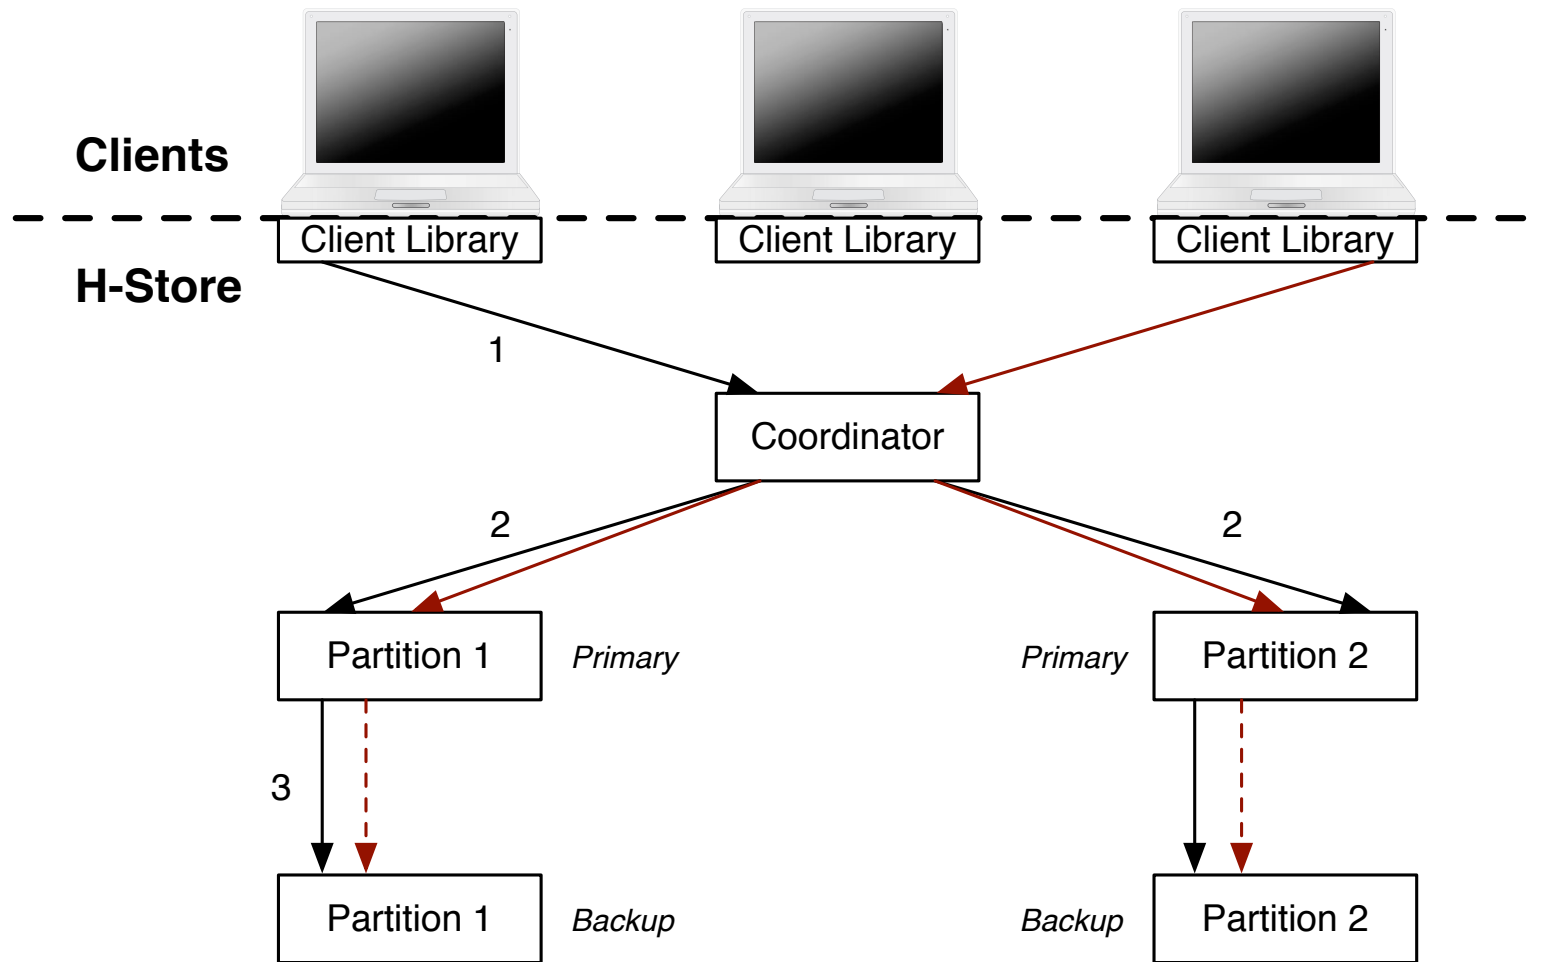 Clients
Client Library
Client Library
Client Library
H-Store
1
Coordinator
2
2
Partition 1
Primary
Primary
Partition 2
3
Partition 1
Backup
Backup
Partition 2